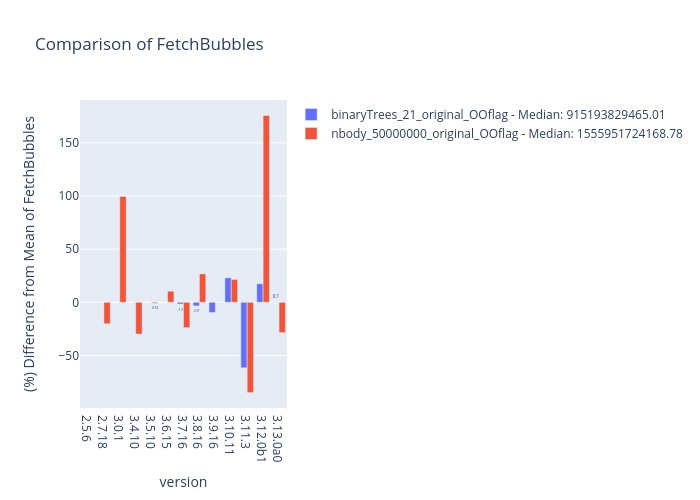 Comparison of FetchBubbles
binaryTrees_21_original_OOflag - Median: 915193829465.01
nbody_50000000_original_OOflag - Median: 1555951724168.78
(%) Difference from Mean of FetchBubbles
150
100
50
0
−50
2.5.6
2.7.18
3.0.1
3.4.10
3.5.10
3.6.15
3.7.16
3.8.16
3.9.16
3.10.11
3.11.3
3.12.0b1
3.13.0a0
version